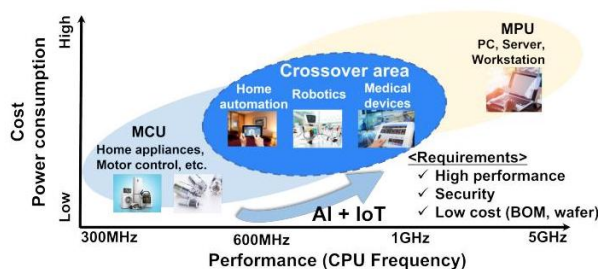 High
Cost
Power consumption
Low
MPU
PC, Server,
Workstation
Crossover area
Home
automation
Robotics
Medical
devices
MCU
Home appliances,
Motor control, etc.
<Requirements>
✓ High performance
✓ Security
✓ Low cost (BOM, wafer)
AI + IoT
300MHz
600MHz
1GHz
5GHz
Performance (CPU Frequency)